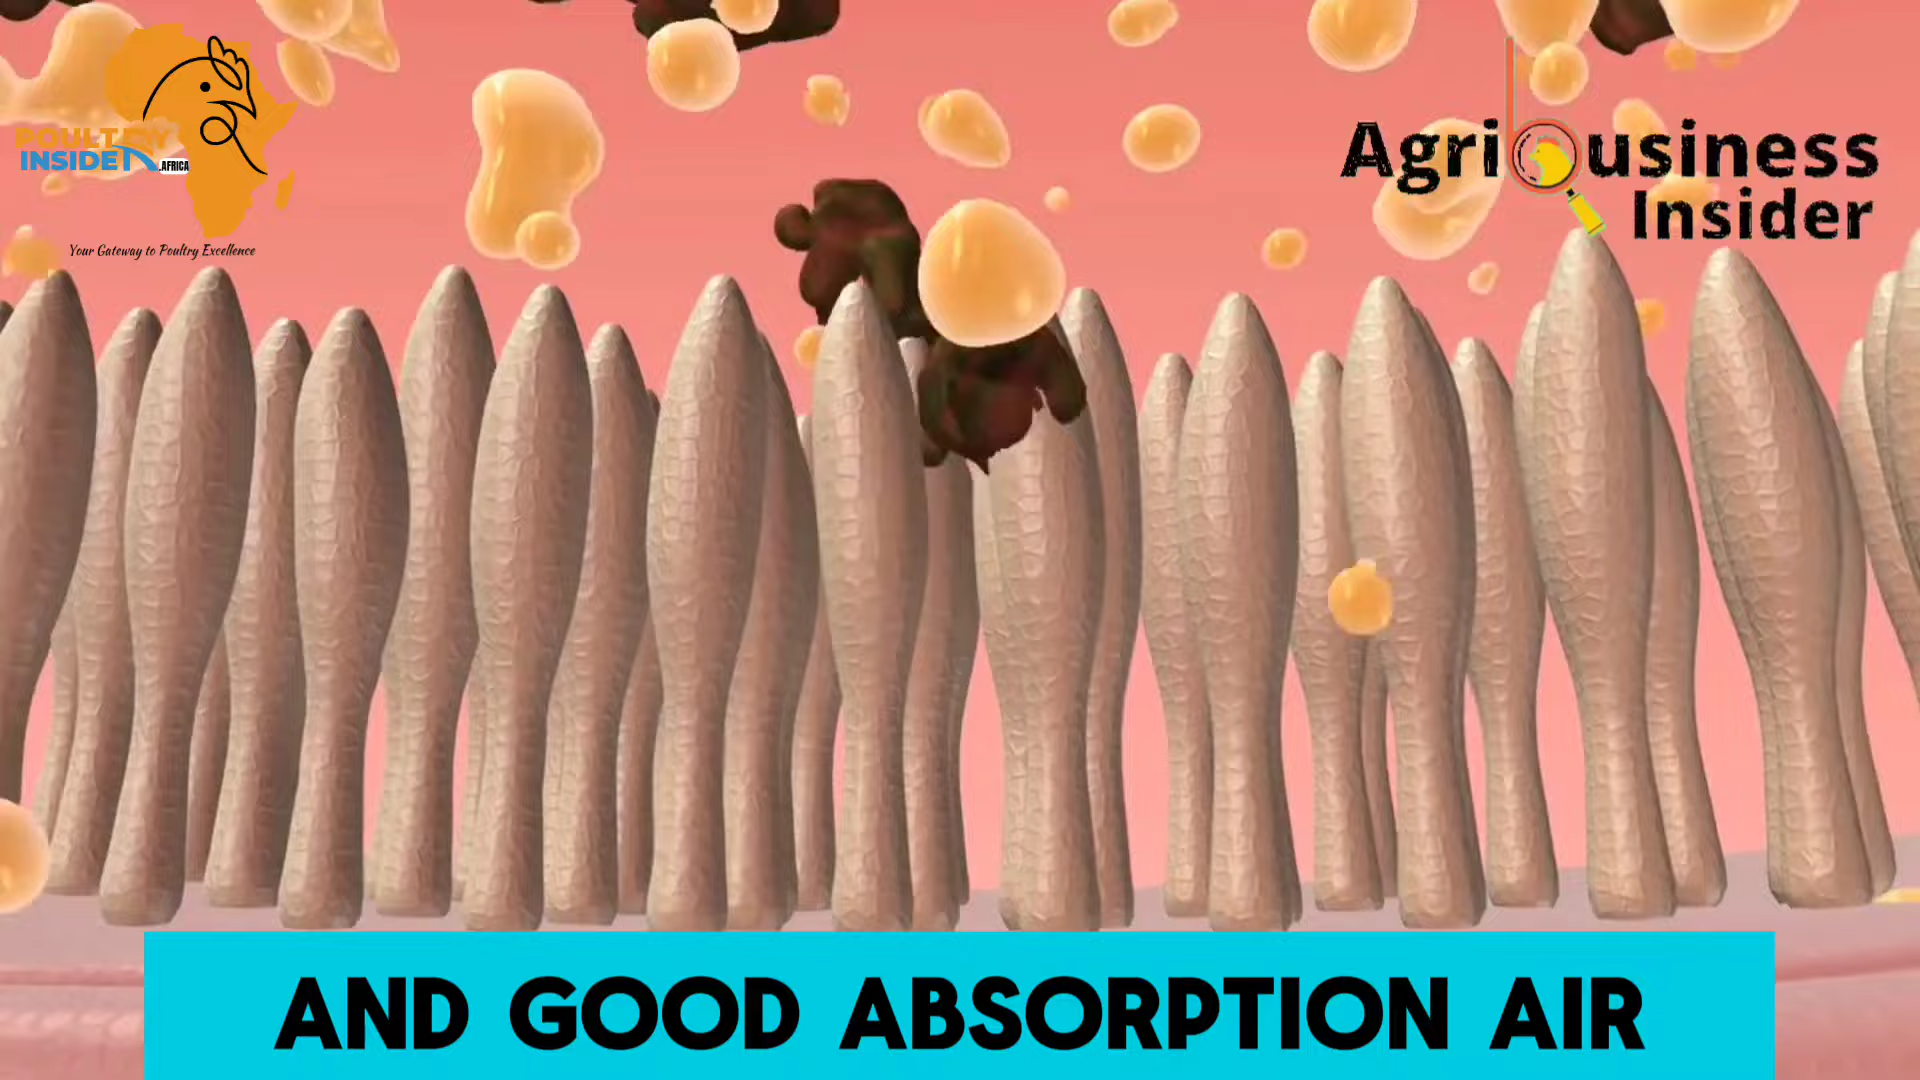 POULTRY
INSIDER
.AFRICA
Your Gateway to Poultry Excellence
Agribusiness
Insider
AND GOOD ABSORPTION AIR